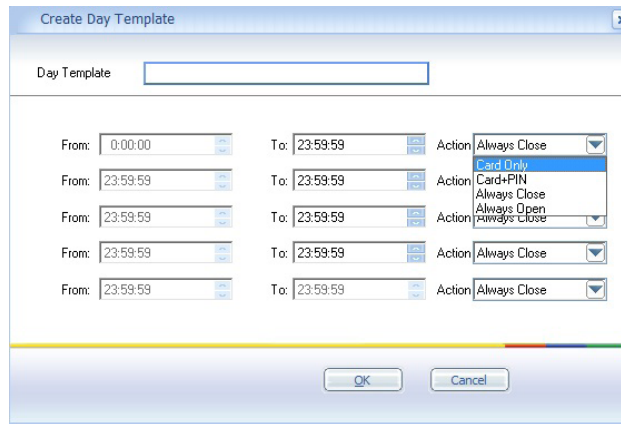 Create Day Template
Day Template
From: 0:00:00 To: 23:59:59 Action Always Close
Card Only
From: 23:59:59 To: 23:59:59 Action Card+PIN
Always Close
Always Open
From: 23:59:59 To: 23:59:59 Action Always Close
From: 23:59:59 To: 23:59:59 Action Always Close
From: 23:59:59 To: 23:59:59 Action Always Close
OK Cancel